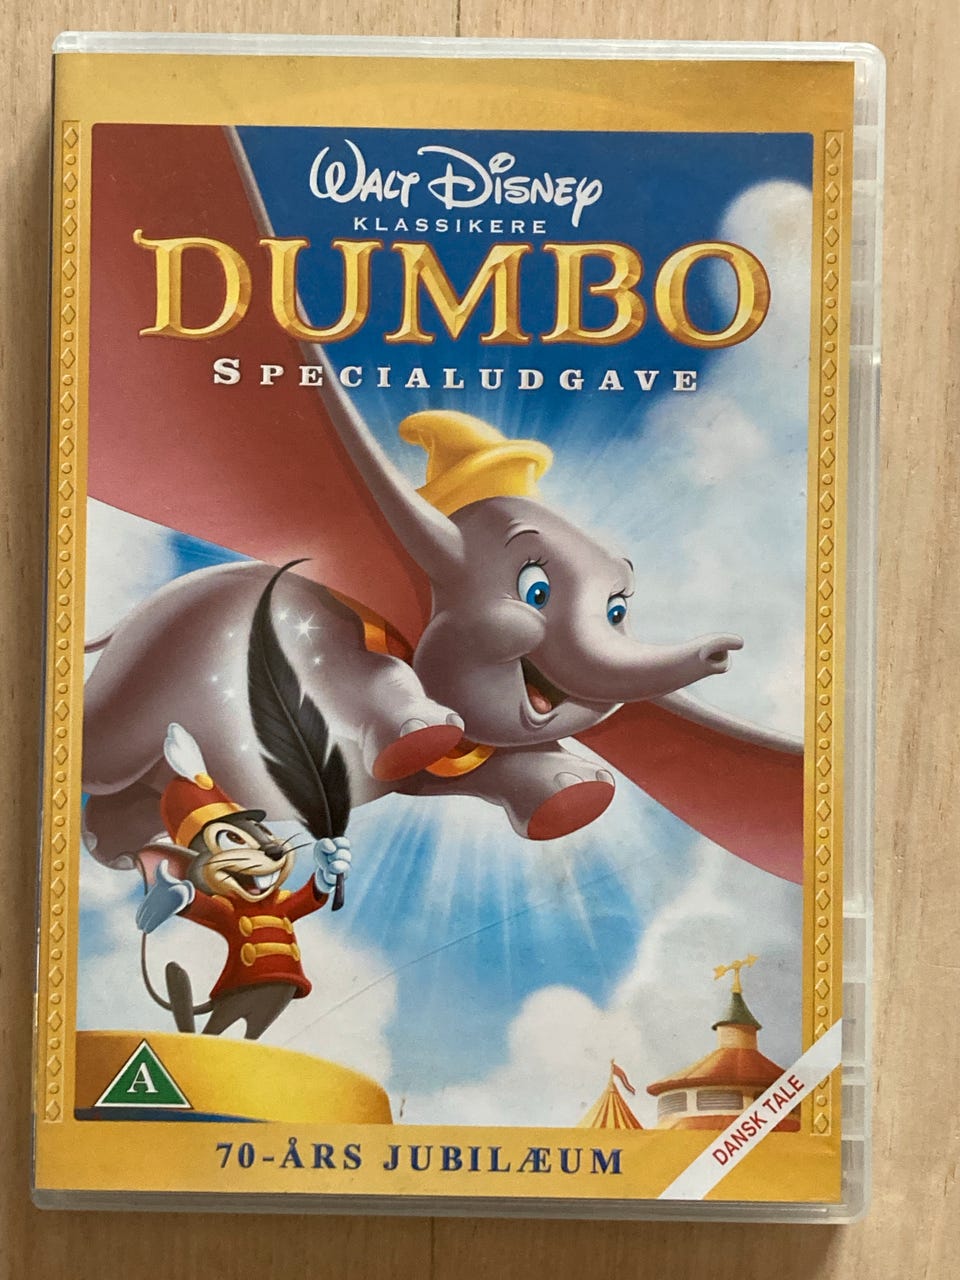 WALT DISNEY
KLASSIKERE
DUMBO
SPECIALUDGAVE
A
DANSK TALE
70-ÅRS JUBILÆUM